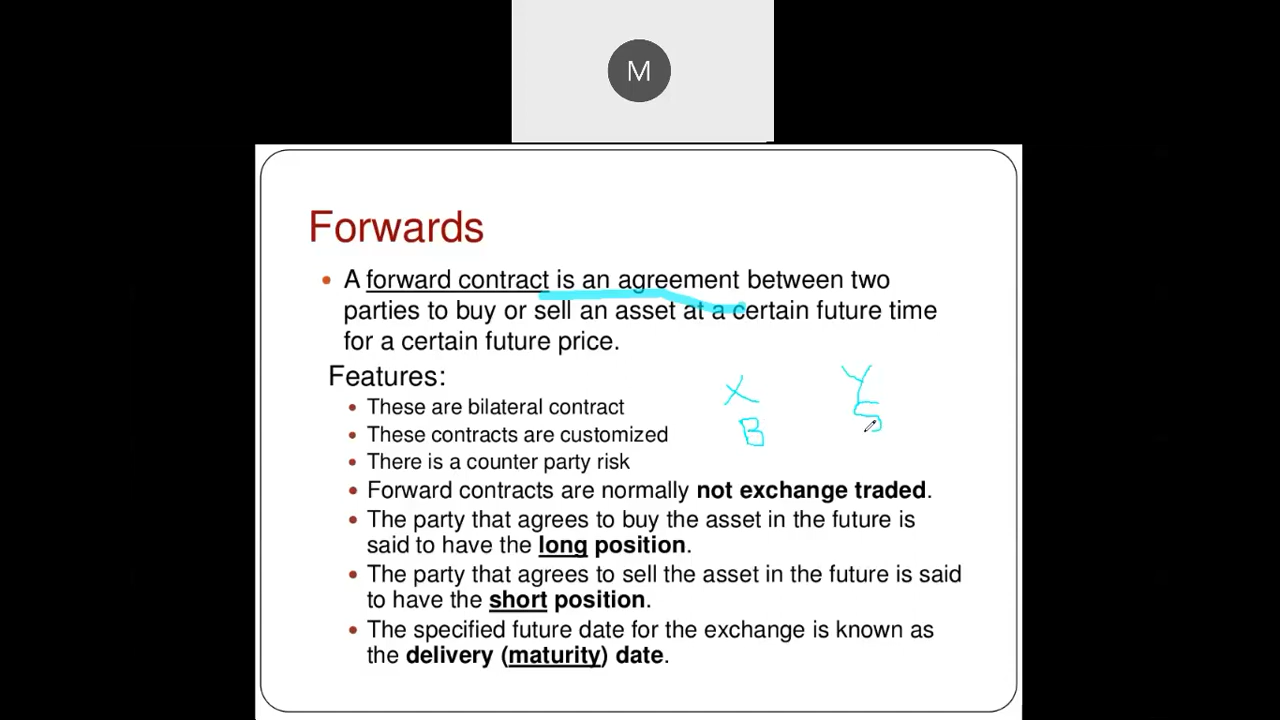 M
Forwards
• A forward contract is an agreement between two
parties to buy or sell an asset at a certain future time
for a certain future price.
Features:
• These are bilateral contract
• These contracts are customized
• There is a counter party risk
• Forward contracts are normally not exchange traded.
• The party that agrees to buy the asset in the future is
said to have the long position.
• The party that agrees to sell the asset in the future is said
to have the short position.
• The specified future date for the exchange is known as
the delivery (maturity) date.
X Y
B S